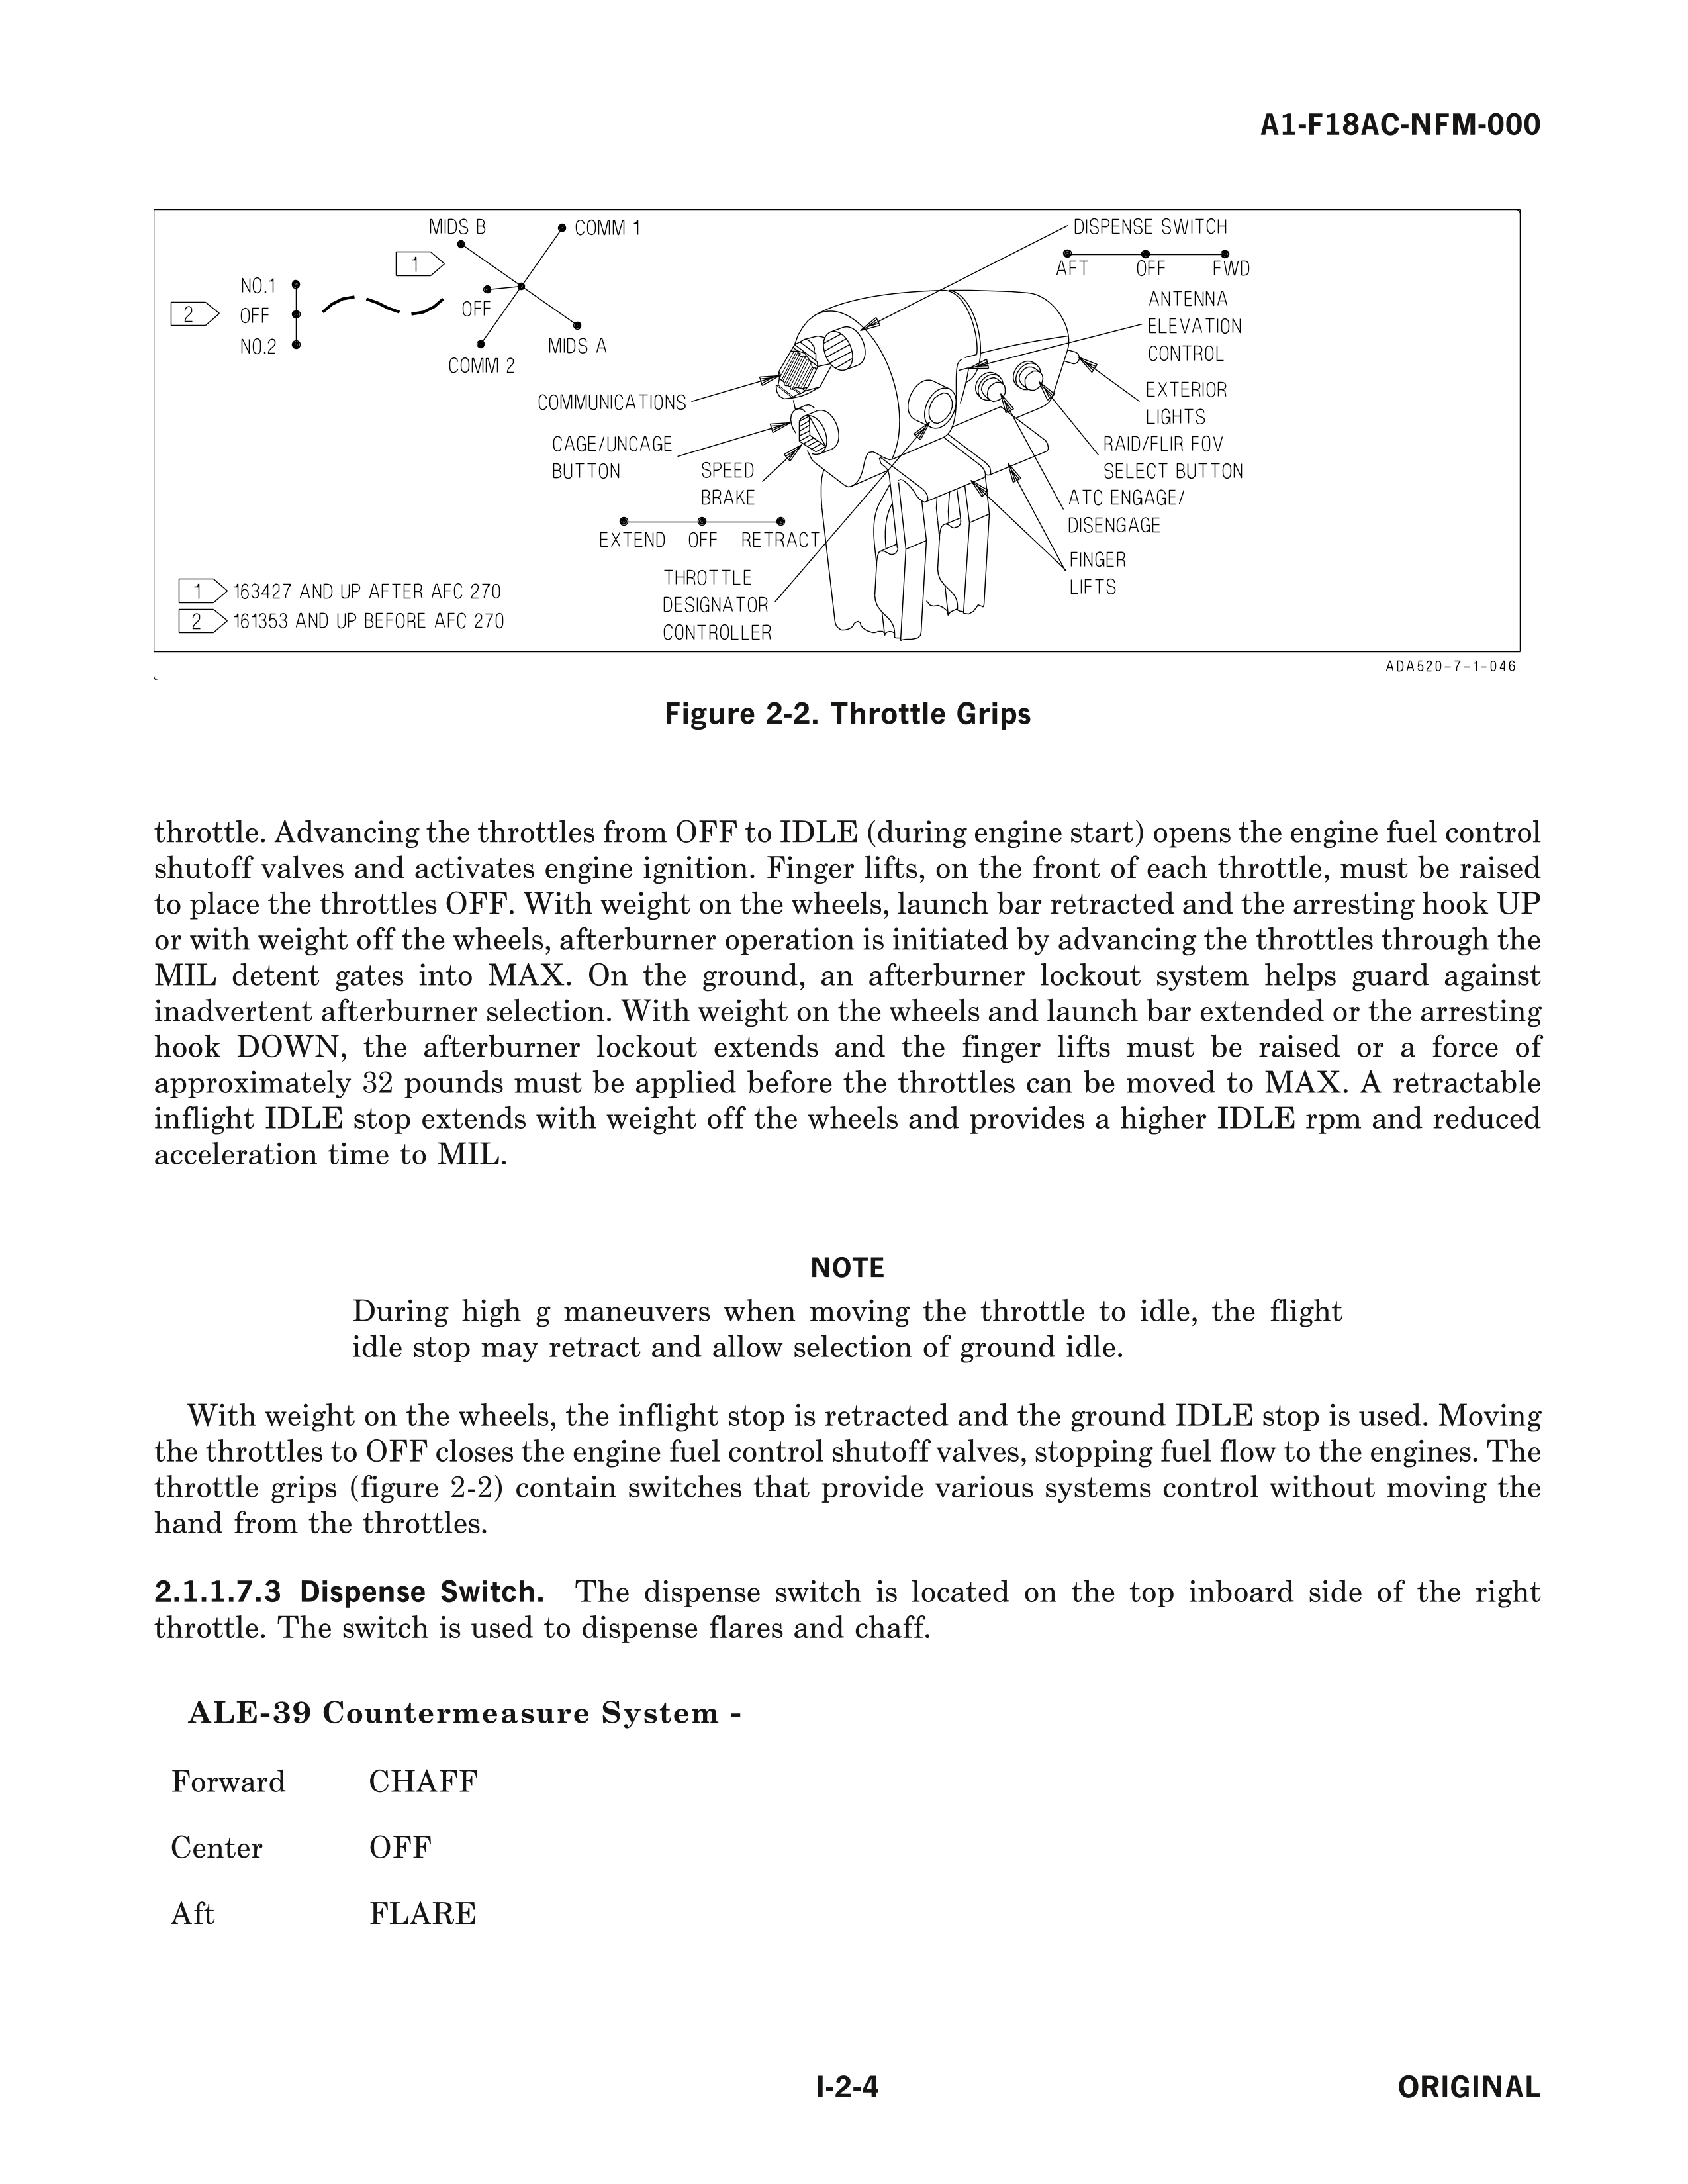 A1-F18AC-NFM-000
MIDS B
COMM 1
1
NO.1
2
OFF
NO.2
OFF
MIDS A
COMM 2
DISPENSE SWITCH
AFT OFF FWD
ANTENNA
ELEVATION
CONTROL
EXTERIOR
LIGHTS
COMMUNICATIONS
CAGE/UNCAGE
BUTTON
SPEED
BRAKE
RAID/FLIR FOV
SELECT BUTTON
ATC ENGAGE/
DISENGAGE
EXTEND OFF RETRACT
FINGER
LIFTS
THROTTLE
DESIGNATOR
CONTROLLER
1 163427 AND UP AFTER AFC 270
2 161353 AND UP BEFORE AFC 270
ADA520-7-1-046
Figure 2-2. Throttle Grips
throttle. Advancing the throttles from OFF to IDLE (during engine start) opens the engine fuel control
shutoff valves and activates engine ignition. Finger lifts, on the front of each throttle, must be raised
to place the throttles OFF. With weight on the wheels, launch bar retracted and the arresting hook UP
or with weight off the wheels, afterburner operation is initiated by advancing the throttles through the
MIL detent gates into MAX. On the ground, an afterburner lockout system helps guard against
inadvertent afterburner selection. With weight on the wheels and launch bar extended or the arresting
hook DOWN, the afterburner lockout extends and the finger lifts must be raised or a force of
approximately 32 pounds must be applied before the throttles can be moved to MAX. A retractable
inflight IDLE stop extends with weight off the wheels and provides a higher IDLE rpm and reduced
acceleration time to MIL.
NOTE
During high g maneuvers when moving the throttle to idle, the flight
idle stop may retract and allow selection of ground idle.
With weight on the wheels, the inflight stop is retracted and the ground IDLE stop is used. Moving
the throttles to OFF closes the engine fuel control shutoff valves, stopping fuel flow to the engines. The
throttle grips (figure 2-2) contain switches that provide various systems control without moving the
hand from the throttles.
2.1.1.7.3 Dispense Switch. The dispense switch is located on the top inboard side of the right
throttle. The switch is used to dispense flares and chaff.
ALE-39 Countermeasure System -
Forward CHAFF
Center OFF
Aft FLARE
I-2-4
ORIGINAL